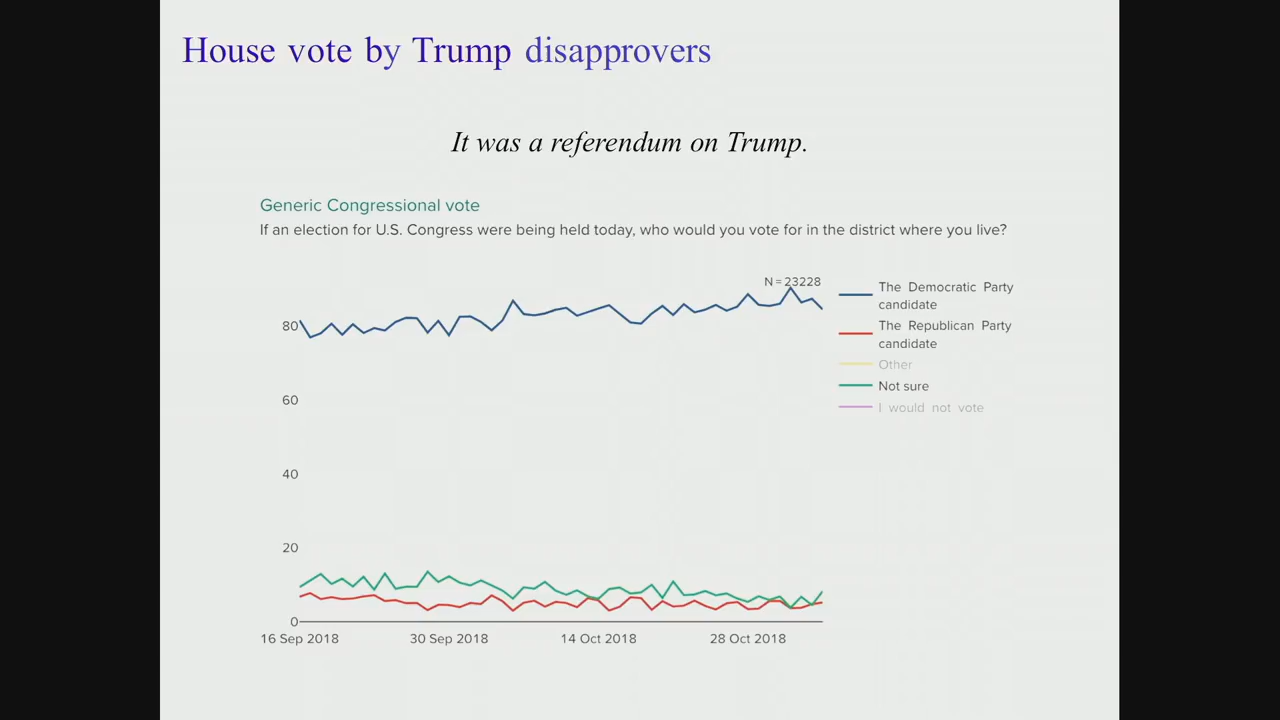 House vote by Trump disapprovers
It was a referendum on Trump.
Generic Congressional vote
If an election for U.S. Congress were being held today, who would you vote for in the district where you live?
N = 23228
The Democratic Party
candidate
The Republican Party
candidate
Other
Not sure
I would not vote
80
60
40
20
0
16 Sep 2018
30 Sep 2018
14 Oct 2018
28 Oct 2018